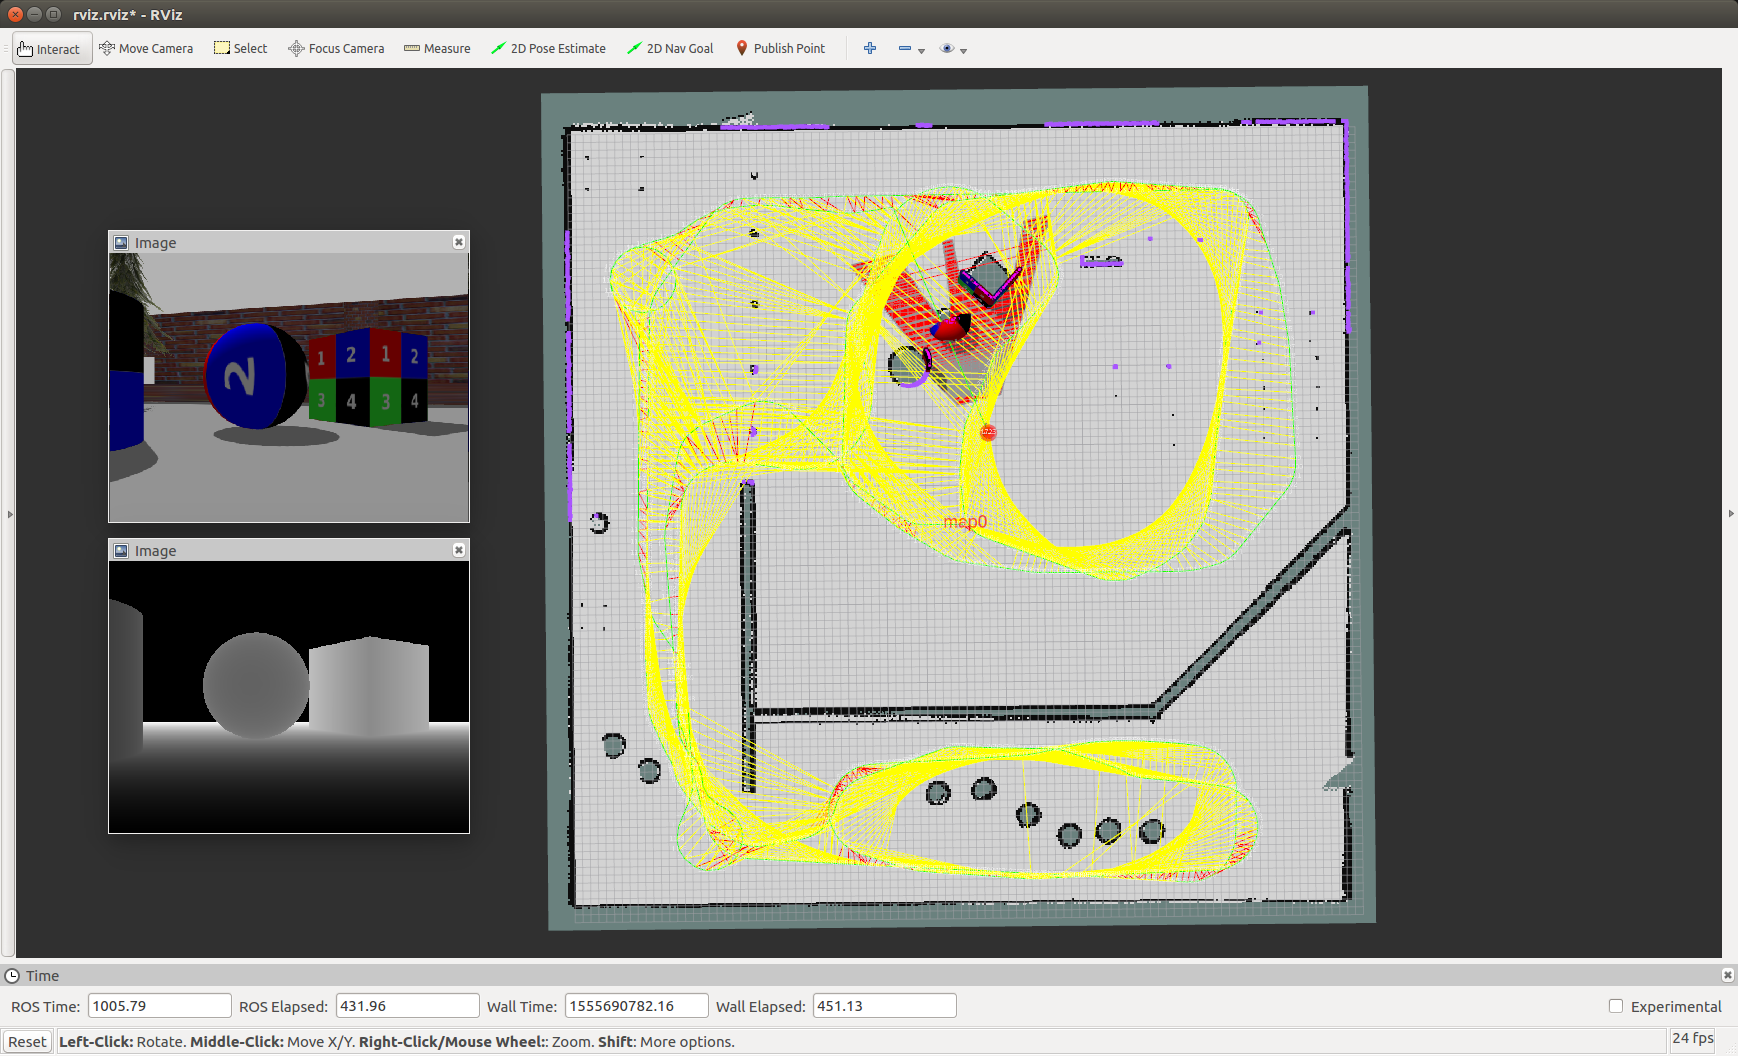 rviz.rviz* - RViz
Interact Move Camera Select Focus Camera Measure 2D Pose Estimate 2D Nav Goal Publish Point
Image
2
1 2 1 2
3 4 3 4
Image
map0
Time
ROS Time: 1005.79 ROS Elapsed: 431.96 Wall Time: 1555690782.16 Wall Elapsed: 451.13 Experimental
Reset Left-Click: Rotate. Middle-Click: Move X/Y. Right-Click/Mouse Wheel:: Zoom. Shift: More options. 24 fps